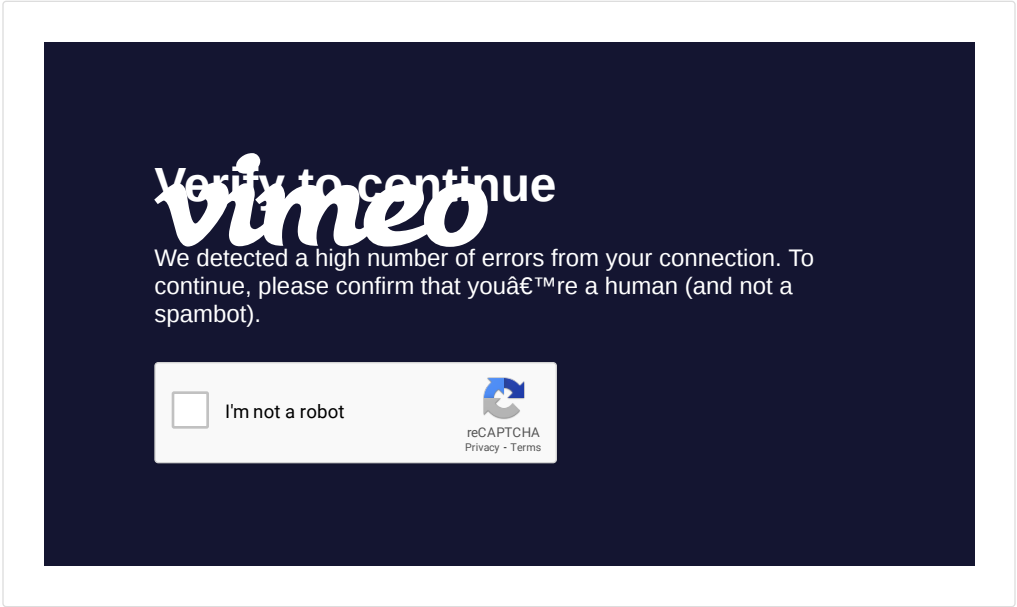 Verify to continue
vimeo
We detected a high number of errors from your connection. To
continue, please confirm that youâ€™re a human (and not a
spambot).
I'm not a robot
reCAPTCHA
Privacy - Terms